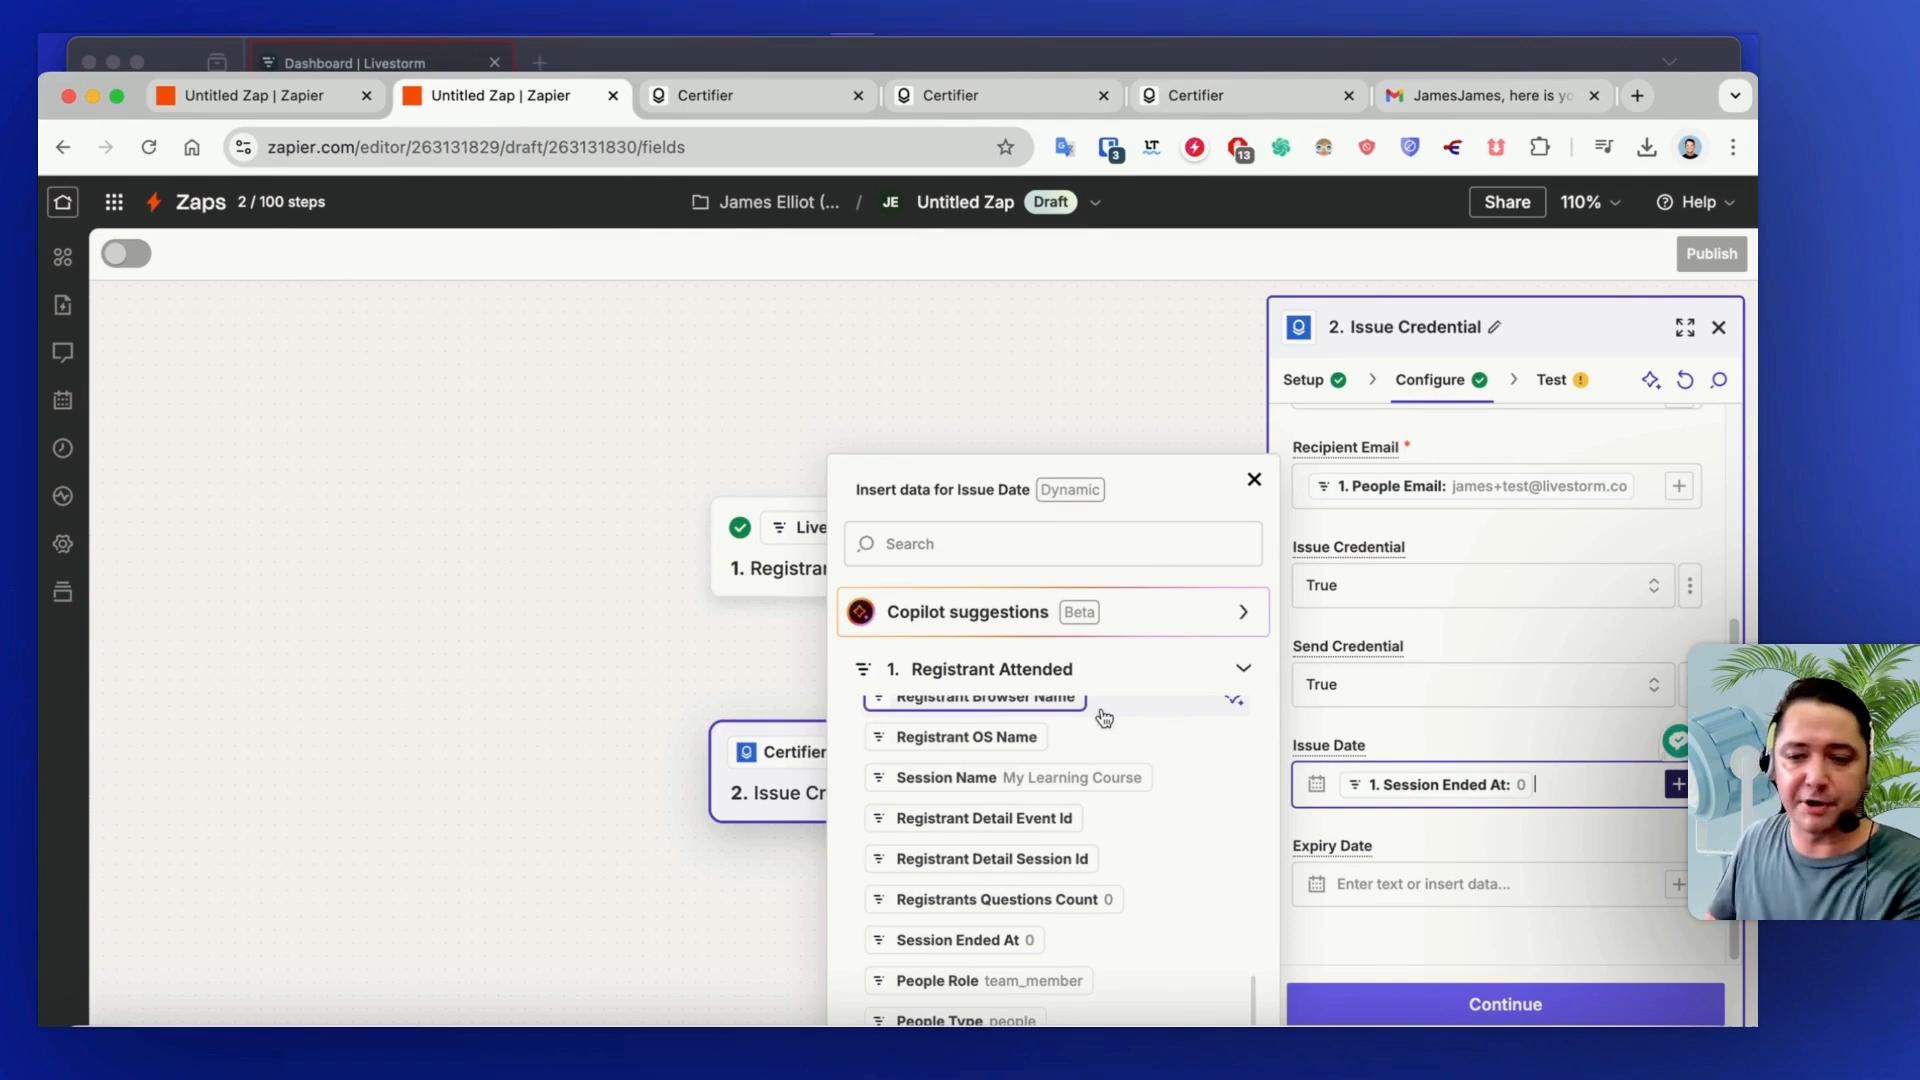 Dashboard | Livestorm
Untitled Zap | Zapier
Untitled Zap | Zapier
Certifier
Certifier
Certifier
JamesJames, here is yo
zapier.com/editor/263131829/draft/263131830/fields
3
LT
13
Zaps 2 / 100 steps
James Elliot (... / JE Untitled Zap Draft
Share 110% Help
Publish
2. Issue Credential
Setup Configure Test
Recipient Email *
1. People Email: james+test@livestorm.co
Insert data for Issue Date Dynamic
Live
Search
Issue Credential
1. Registrar
True
Copilot suggestions Beta
Send Credential
1. Registrant Attended
True
Registrant Browser Name
Registrant OS Name
Issue Date
Certifier
Session Name My Learning Course
1. Session Ended At: 0
2. Issue Cr
Registrant Detail Event Id
Expiry Date
Registrant Detail Session Id
Enter text or insert data...
Registrants Questions Count 0
Session Ended At 0
People Role team_member
Continue
People Type people